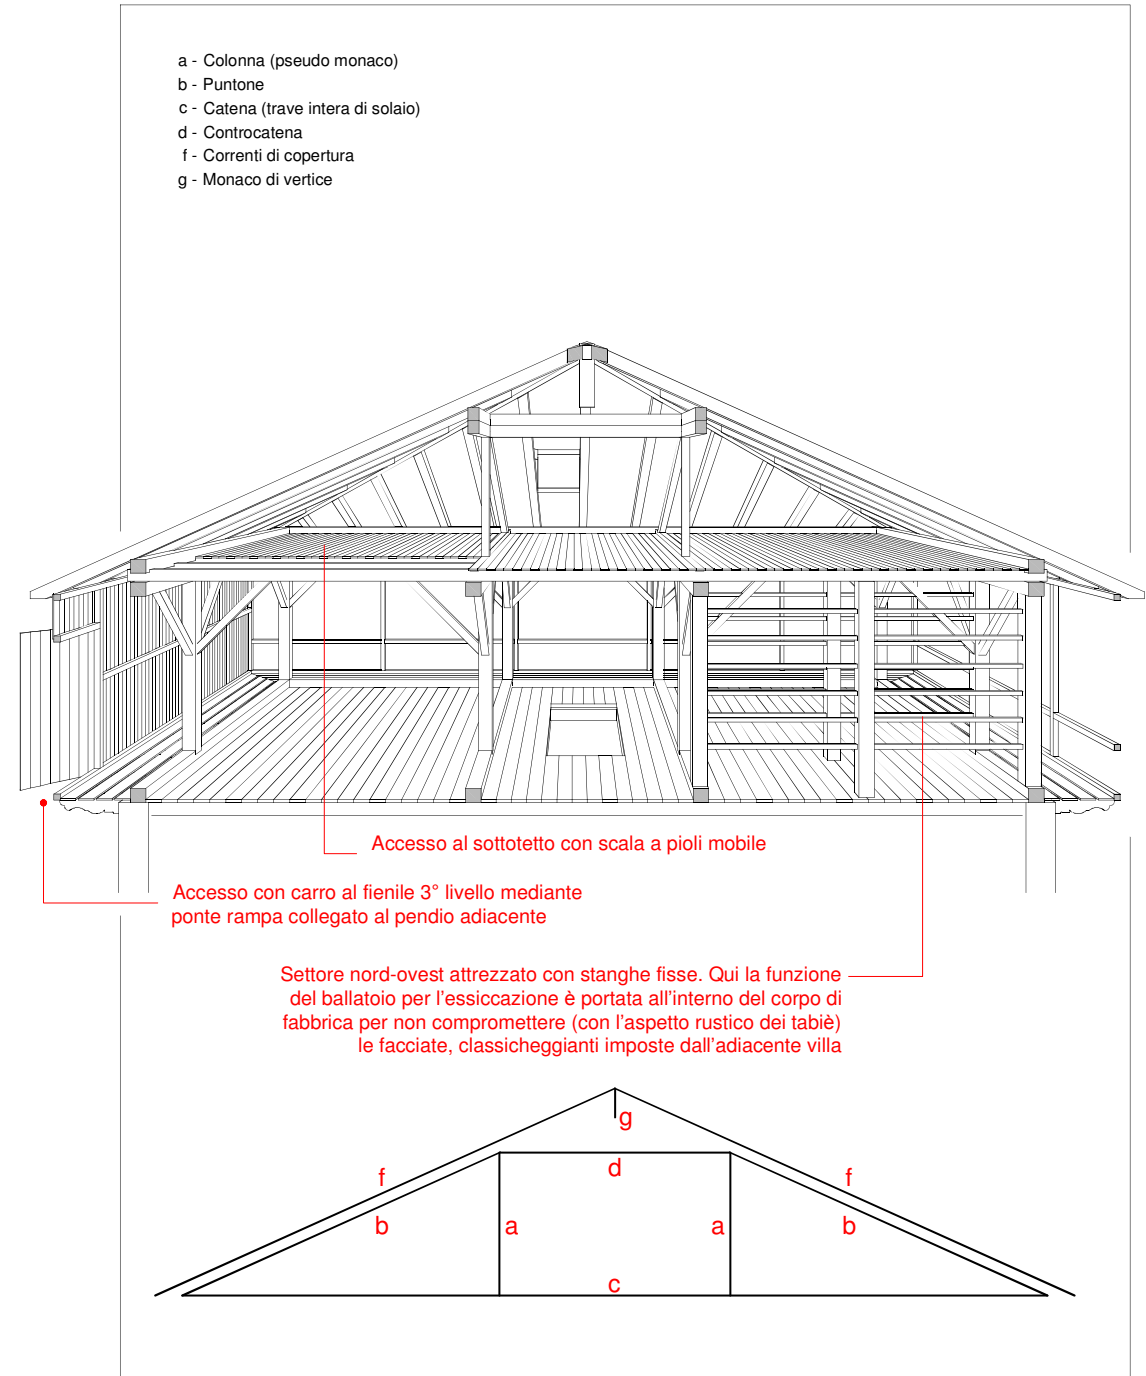 a - Colonna (pseudo monaco)
b - Puntone
c - Catena (trave intera di solaio)
d - Controcatena
f - Correnti di copertura
g - Monaco di vertice
Accesso al sottotetto con scala a pioli mobile
Accesso con carro al fienile 3° livello mediante
ponte rampa collegato al pendio adiacente
Settore nord-ovest attrezzato con stanghe fisse. Qui la funzione
del ballatoio per l'essiccazione è portata all'interno del corpo di
fabbrica per non compromettere (con l'aspetto rustico dei tabiè)
le facciate, classicheggianti imposte dall'adiacente villa
g
f d f
b a a b
c